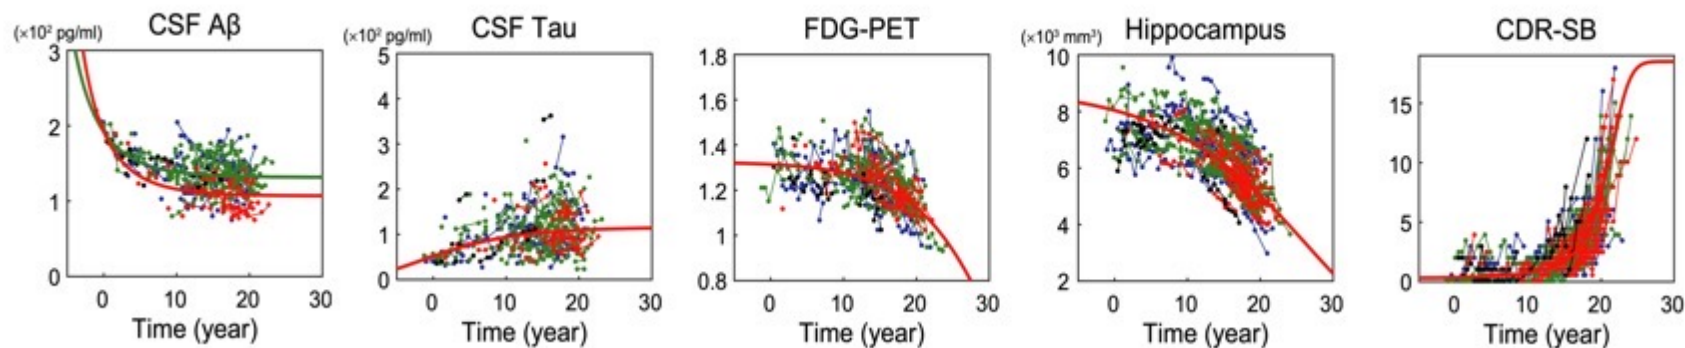 CSF Aβ
(×10² pg/ml)
3
2
1
0
0 10 20 30
Time (year)
CSF Tau
(×10² pg/ml)
5
4
3
2
1
0
0 10 20 30
Time (year)
FDG-PET
1.8
1.6
1.4
1.2
1
0.8
0 10 20 30
Time (year)
Hippocampus
(×10³ mm³)
10
8
6
4
2
0 10 20 30
Time (year)
CDR-SB
15
10
5
0
0 10 20 30
Time (year)